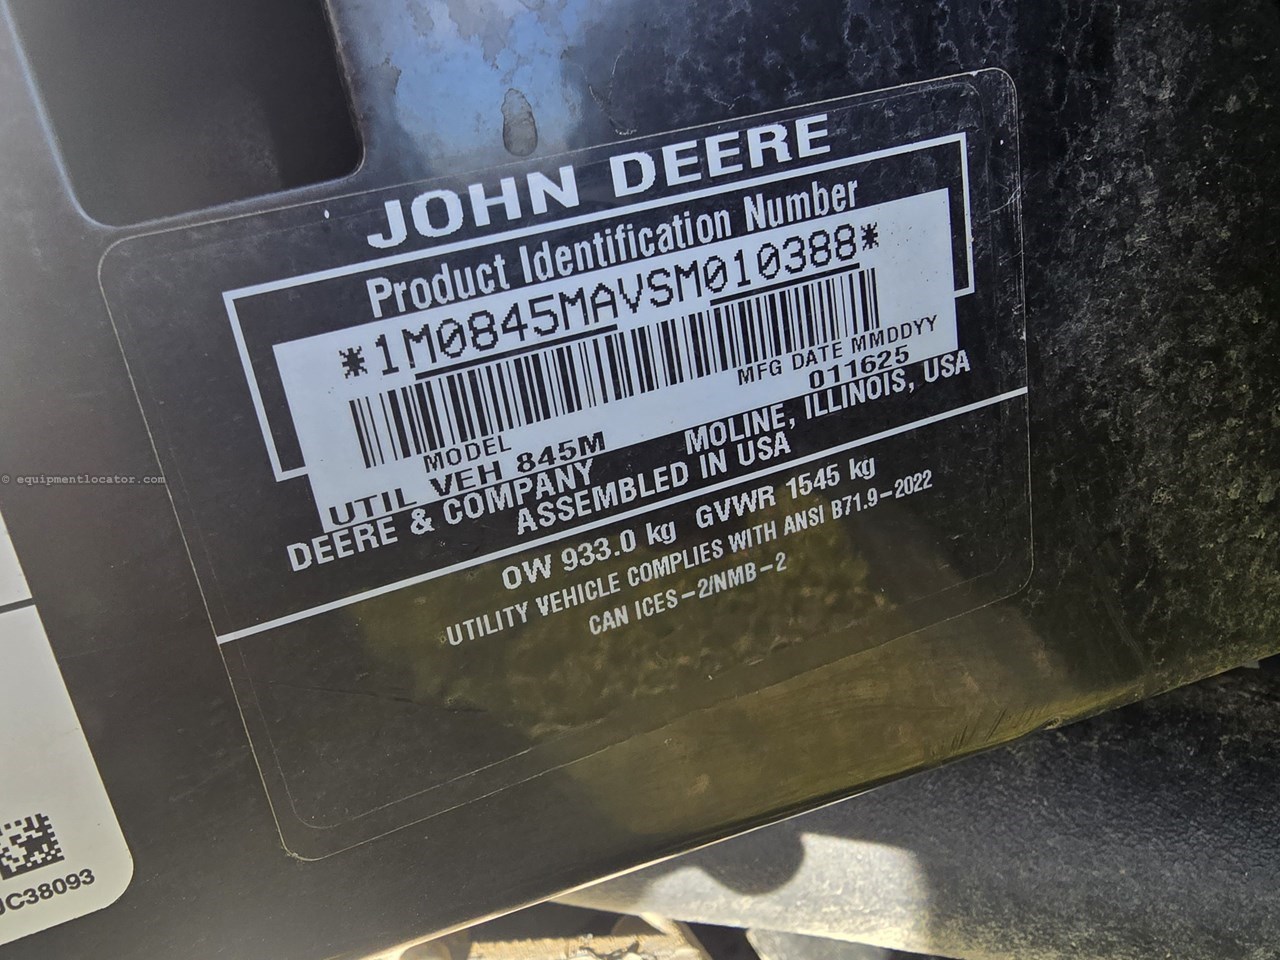 JOHN DEERE
Product Identification Number
*1M0845MAVSM010388*
MFG DATE MMDDYY
011625
MODEL
UTIL VEH 845M
DEERE & COMPANY MOLINE, ILLINOIS, USA
ASSEMBLED IN USA
OW 933.0 kg GVWR 1545 kg
UTILITY VEHICLE COMPLIES WITH ANSI B71.9-2022
CAN ICES-2/NMB-2
© equipmentlocator.com